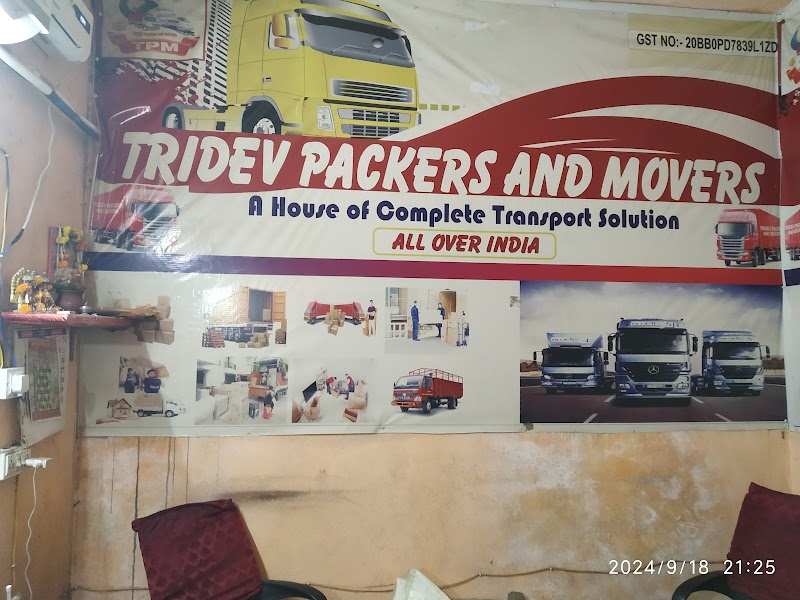 TPM
GST NO:- 20BB0PD7839L1ZD
TRIDEV PACKERS AND MOVERS
A House of Complete Transport Solution
ALL OVER INDIA
2024/9/18 21:25